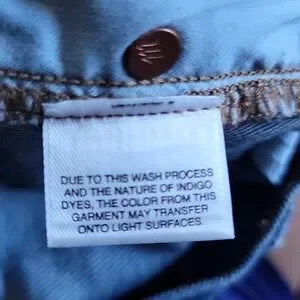 DUE TO THIS WASH PROCESS
AND THE NATURE OF INDIGO
DYES, THE COLOR FROM THIS
GARMENT MAY TRANSFER
ONTO LIGHT SURFACES.